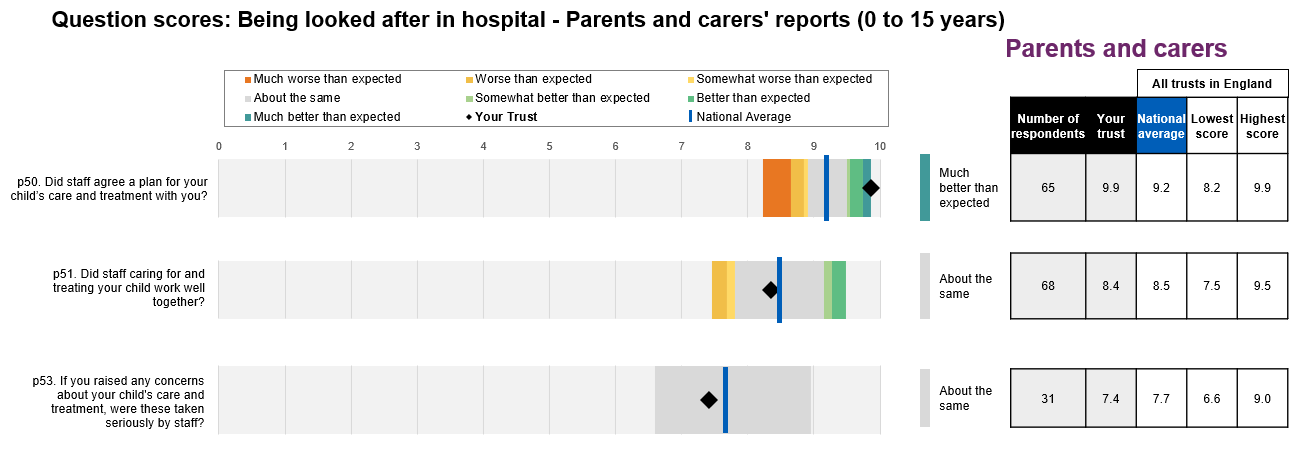 Question scores: Being looked after in hospital - Parents and carers' reports (0 to 15 years)
Parents and carers
Much worse than expected
Worse than expected
Somewhat worse than expected
About the same
Somewhat better than expected
Better than expected
Much better than expected
Your Trust
National Average
All trusts in England
Number of respondents
Your trust
National average
Lowest score
Highest score
0 1 2 3 4 5 6 7 8 9 10
p50. Did staff agree a plan for your
child's care and treatment with you?
Much
better than
expected
65 9.9 9.2 8.2 9.9
p51. Did staff caring for and
treating your child work well
together?
About the
same
68 8.4 8.5 7.5 9.5
p53. If you raised any concerns
about your child's care and
treatment, were these taken
seriously by staff?
About the
same
31 7.4 7.7 6.6 9.0